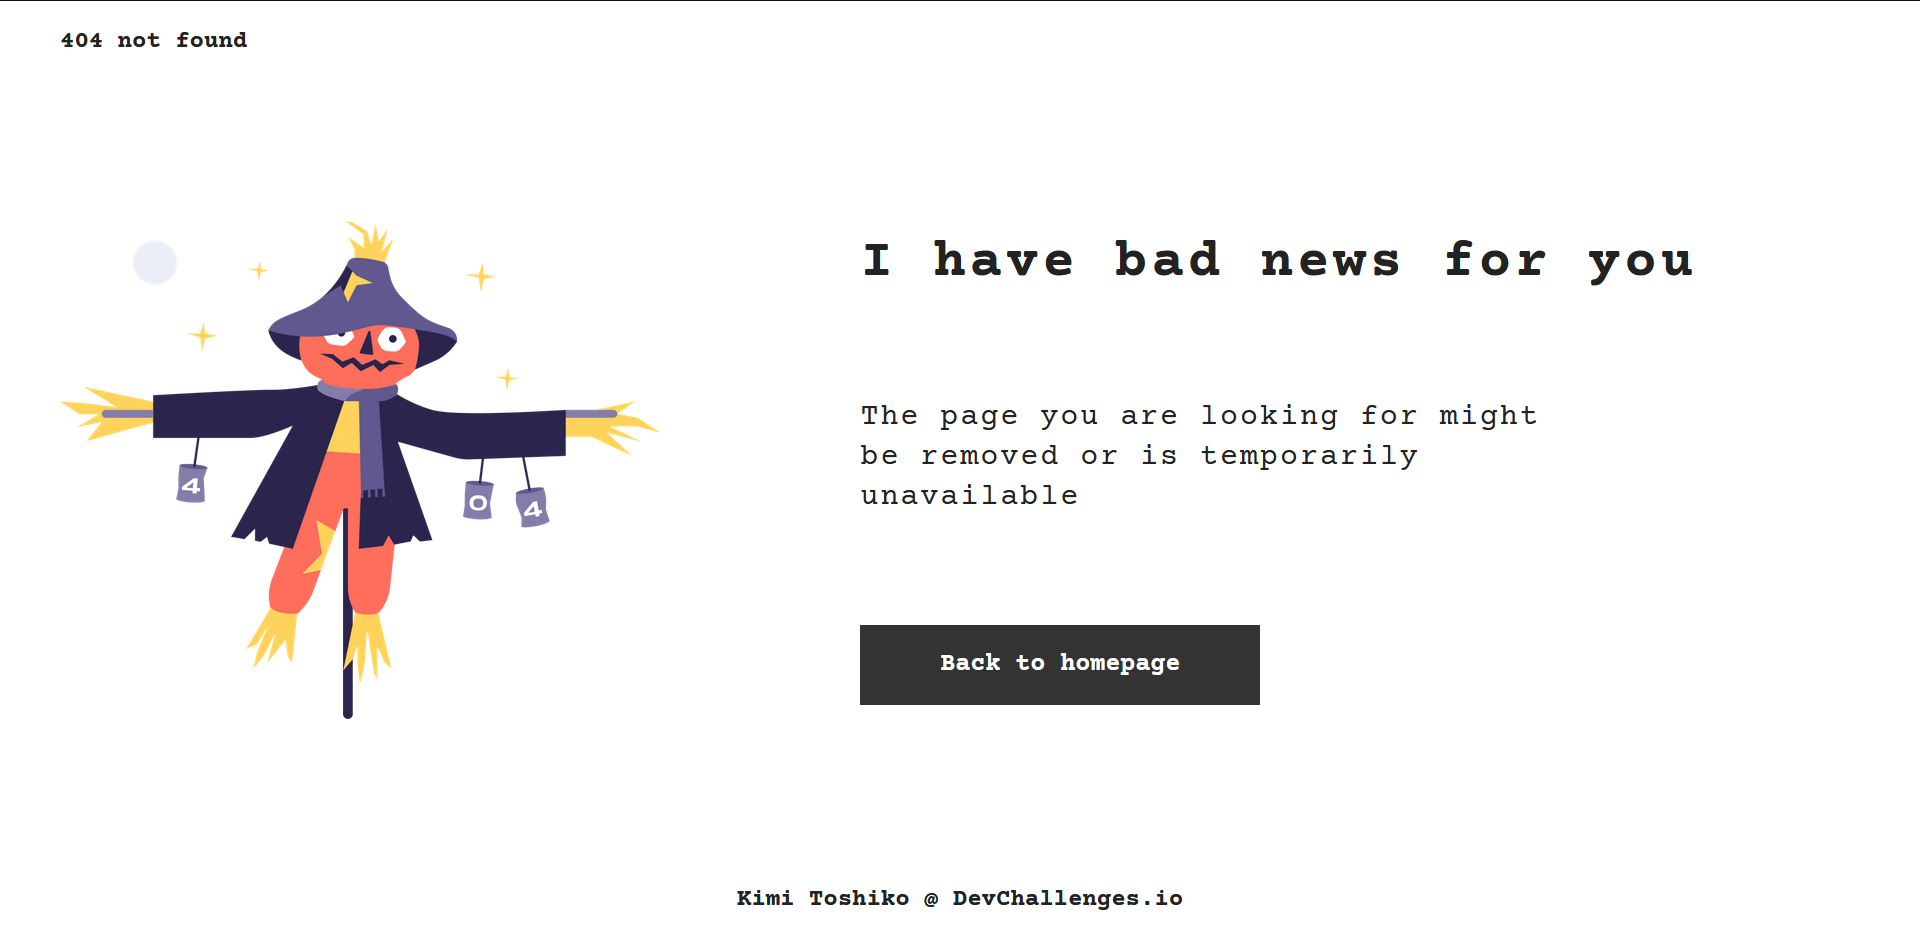 404 not found
I have bad news for you
The page you are looking for might
be removed or is temporarily
unavailable
4
0
4
Back to homepage
Kimi Toshiko @ DevChallenges.io